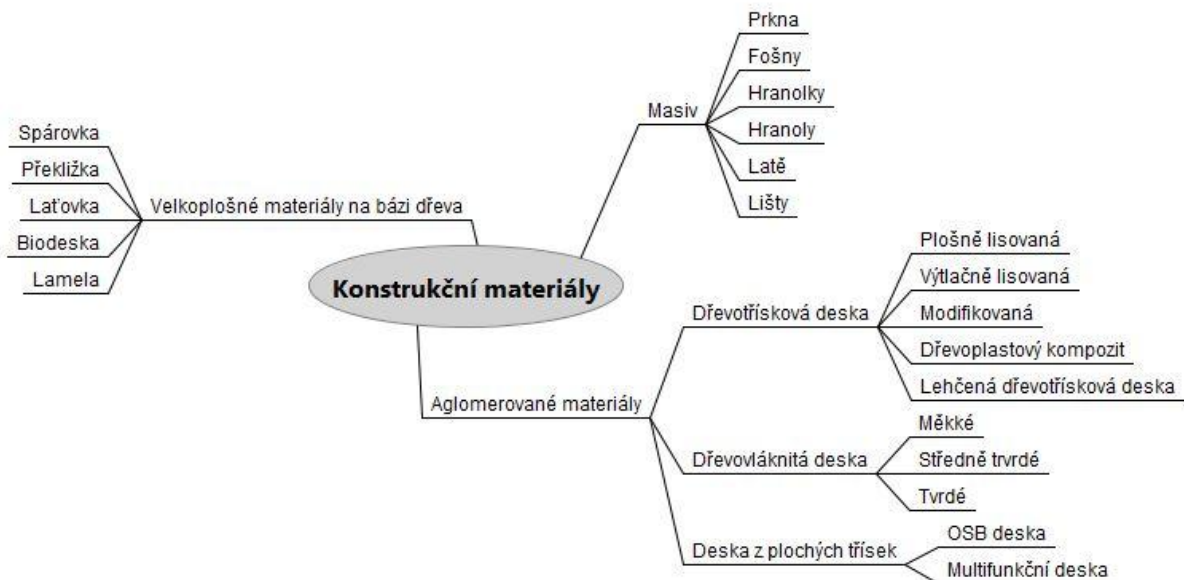 Prkna
Fošny
Hranolky
Masiv
Hranoly
Latě
Lišty
Spárovka
Překližka
Laťovka
Biodeska
Lamela
Velkoplošné materiály na bázi dřeva
Konstrukční materiály
Aglomerované materiály
Dřevotřísková deska
Plošně lisovaná
Výtlačně lisovaná
Modifikovaná
Dřevoplastový kompozit
Lehčená dřevotřísková deska
Dřevovláknitá deska
Měkké
Středně trvrdé
Tvrdé
Deska z plochých třísek
OSB deska
Multifunkční deska